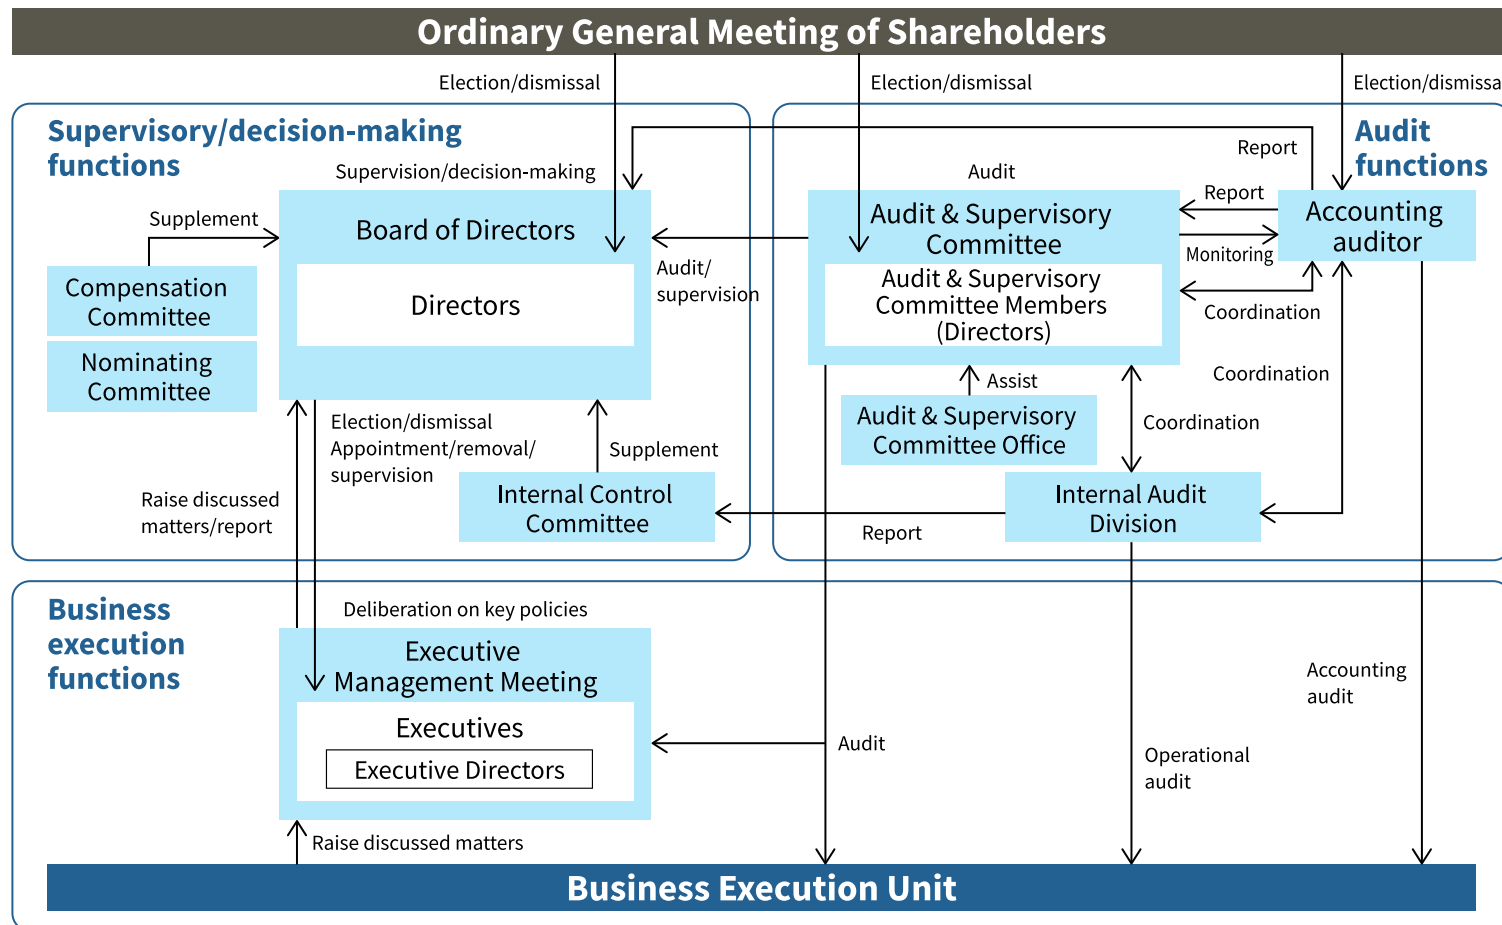 Ordinary General Meeting of Shareholders
Election/dismissal
Election/dismissal
Election/dismissa
Supervisory/decision-making
functions
Audit
functions
Supervision/decision-making
Audit
Report
Report
Supplement
Board of Directors
Directors
Audit & Supervisory
Committee
Audit & Supervisory
Committee Members
(Directors)
Accounting
auditor
Monitoring
Audit/
supervision
Coordination
Compensation
Committee
Nominating
Committee
Coordination
Assist
Audit & Supervisory
Committee Office
Coordination
Election/dismissal
Appointment/removal/
supervision
Supplement
Raise discussed
matters/report
Internal Control
Committee
Report
Internal Audit
Division
Business
execution
functions
Deliberation on key policies
Executive
Management Meeting
Executives
Executive Directors
Audit
Operational
audit
Accounting
audit
Raise discussed matters
Business Execution Unit